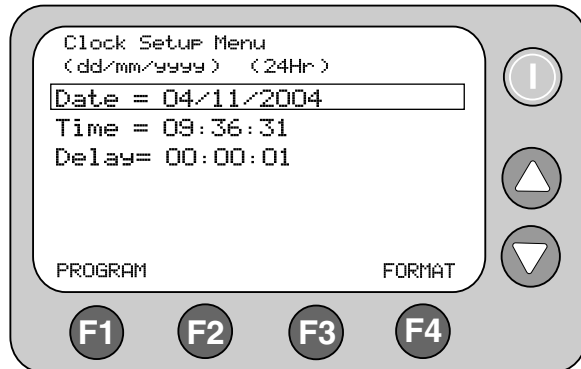 Clock Setup Menu
(dd/mm/yyyy) (24Hr)
Date = 04/11/2004
Time = 09:36:31
Delay= 00:00:01
PROGRAM FORMAT
F1 F2 F3 F4
I